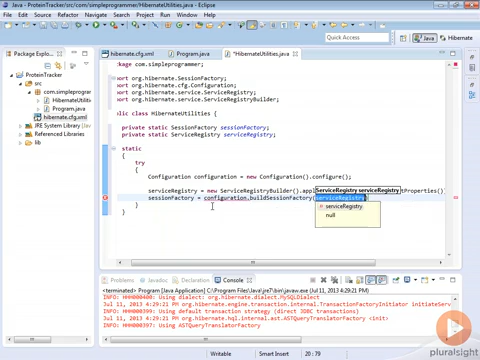 Java - ProteinTracker/src/com/simpleprogrammer/HibernateUtilities.java - Eclipse
File Edit Source Refactor Navigate Search Project Run Window Help
Quick Access
Java
Hibernate
Package Explo
hibernate.cfg.xml
Program.java
*HibernateUtilities.java
ProteinTracker
src
com.simpleprogramm
HibernateUtilitie
Program.java
hibernate.cfg.xml
JRE System Library
Referenced Libraries
lib
kage com.simpleprogrammer;
ort org.hibernate.SessionFactory;
ort org.hibernate.cfg.Configuration;
ort org.hibernate.service.ServiceRegistry;
ort org.hibernate.service.ServiceRegistryBuilder;
lic class HibernateUtilities {
private static SessionFactory sessionFactory;
private static ServiceRegistry serviceRegistry;
static
{
try
{
Configuration configuration = new Configuration().configure();
serviceRegistry = new ServiceRegistryBuilder().appl
ServiceRegistry serviceRegistry
tProperties()
sessionFactory = configuration.buildSessionFactory(serviceRegistry)
serviceRegistry
null
}
}
Problems
Javadoc
Declaration
Console
<terminated> Program [Java Application] C:\Program Files\Java\jre7\bin\javaw.exe (Jul 11, 2013 4:29:21 PM)
INFO: HHH000400: Using dialect: org.hibernate.dialect.MySQLDialect
Jul 11, 2013 4:29:21 PM org.hibernate.engine.transaction.internal.TransactionFactoryInitiator initiateServi
INFO: HHH000399: Using default transaction strategy (direct JDBC transactions)
Jul 11, 2013 4:29:21 PM org.hibernate.hql.internal.ast.ASTQueryTranslatorFactory <init>
INFO: HHH000397: Using ASTQueryTranslatorFactory
Writable
Smart Insert
20 : 79
pluralsight